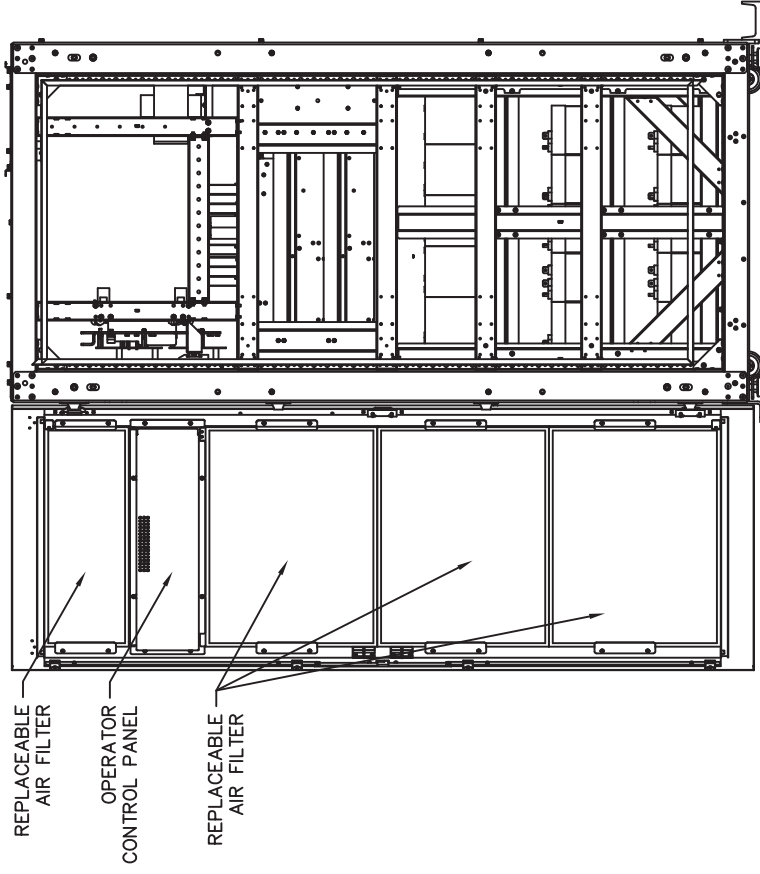 REPLACEABLE
AIR FILTER
OPERATOR
CONTROL PANEL
REPLACEABLE
AIR FILTER